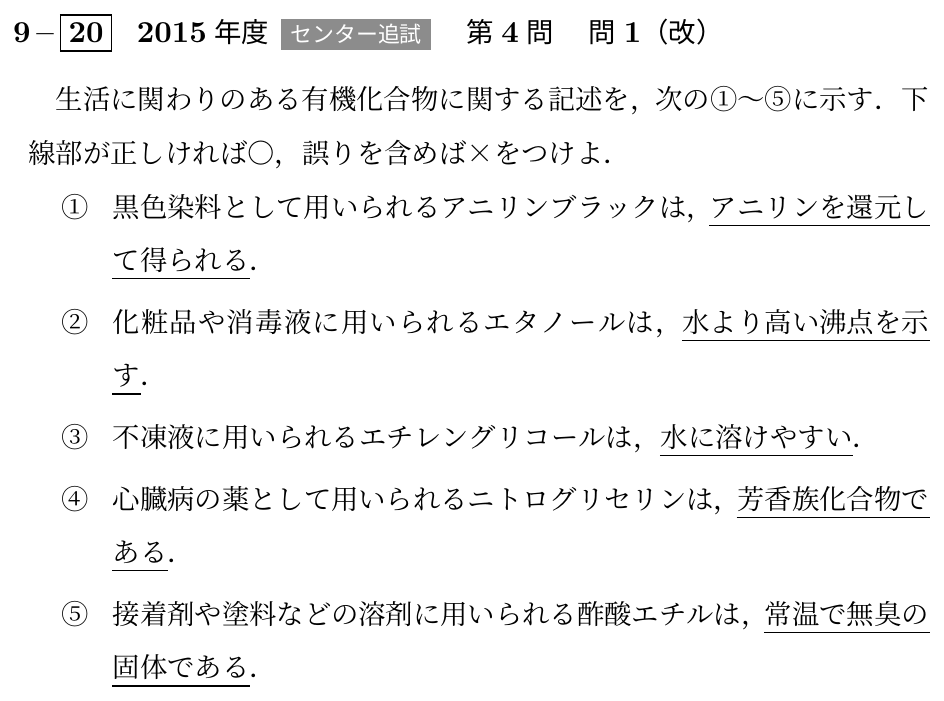 9－20 2015 年度 センター追試 第 4 問 問 1（改）
生活に関わりのある有機化合物に関する記述を，次の①～⑤に示す．下
線部が正しければ○，誤りを含めば×をつけよ．
① 黒色染料として用いられるアニリンブラックは，アニリンを還元し
て得られる．
② 化粧品や消毒液に用いられるエタノールは，水より高い沸点を示
す．
③ 不凍液に用いられるエチレングリコールは，水に溶けやすい．
④ 心臓病の薬として用いられるニトログリセリンは，芳香族化合物で
ある．
⑤ 接着剤や塗料などの溶剤に用いられる酢酸エチルは，常温で無臭の
固体である．